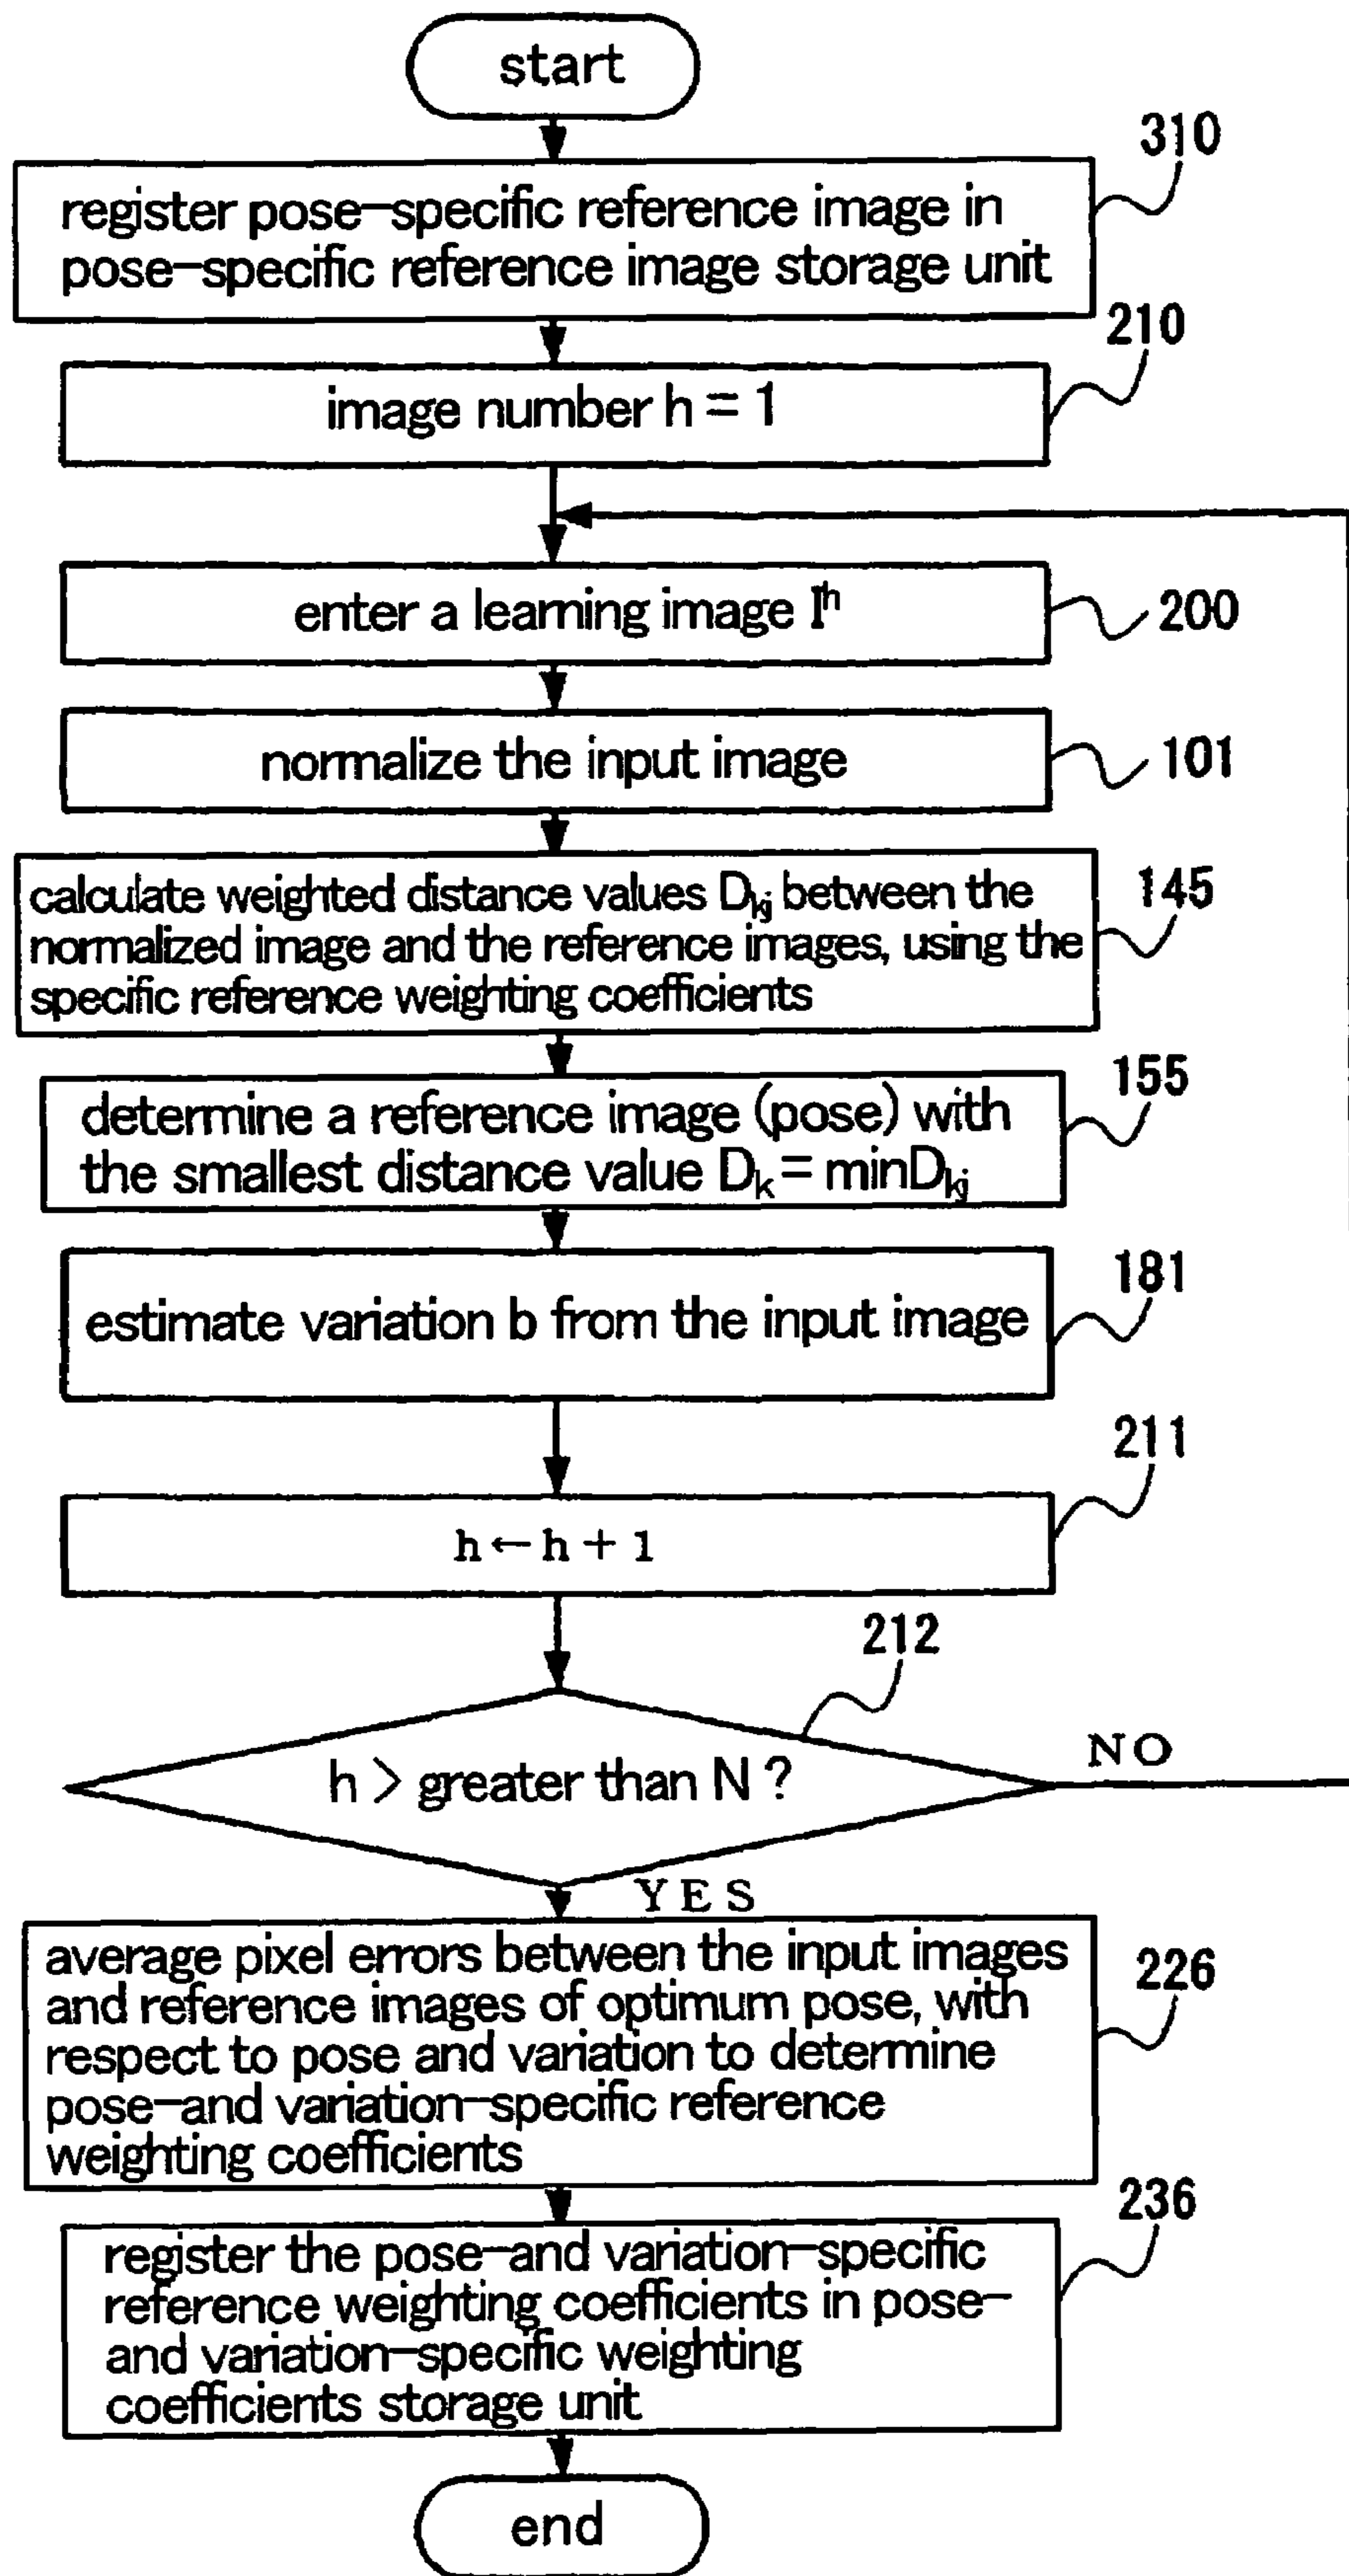 start
310
register pose-specific reference image in
pose-specific reference image storage unit
210
image number h = 1
enter a learning image Iʰ
200
normalize the input image
101
calculate weighted distance values Dkj between the
normalized image and the reference images, using the
specific reference weighting coefficients
145
determine a reference image (pose) with
the smallest distance value Dk = minDkj
155
estimate variation b from the input image
181
211
h ← h + 1
212
h > greater than N ?
NO
YES
average pixel errors between the input images
and reference images of optimum pose, with
respect to pose and variation to determine
pose-and variation-specific reference
weighting coefficients
226
236
register the pose-and variation-specific
reference weighting coefficients in pose-
and variation-specific weighting
coefficients storage unit
end